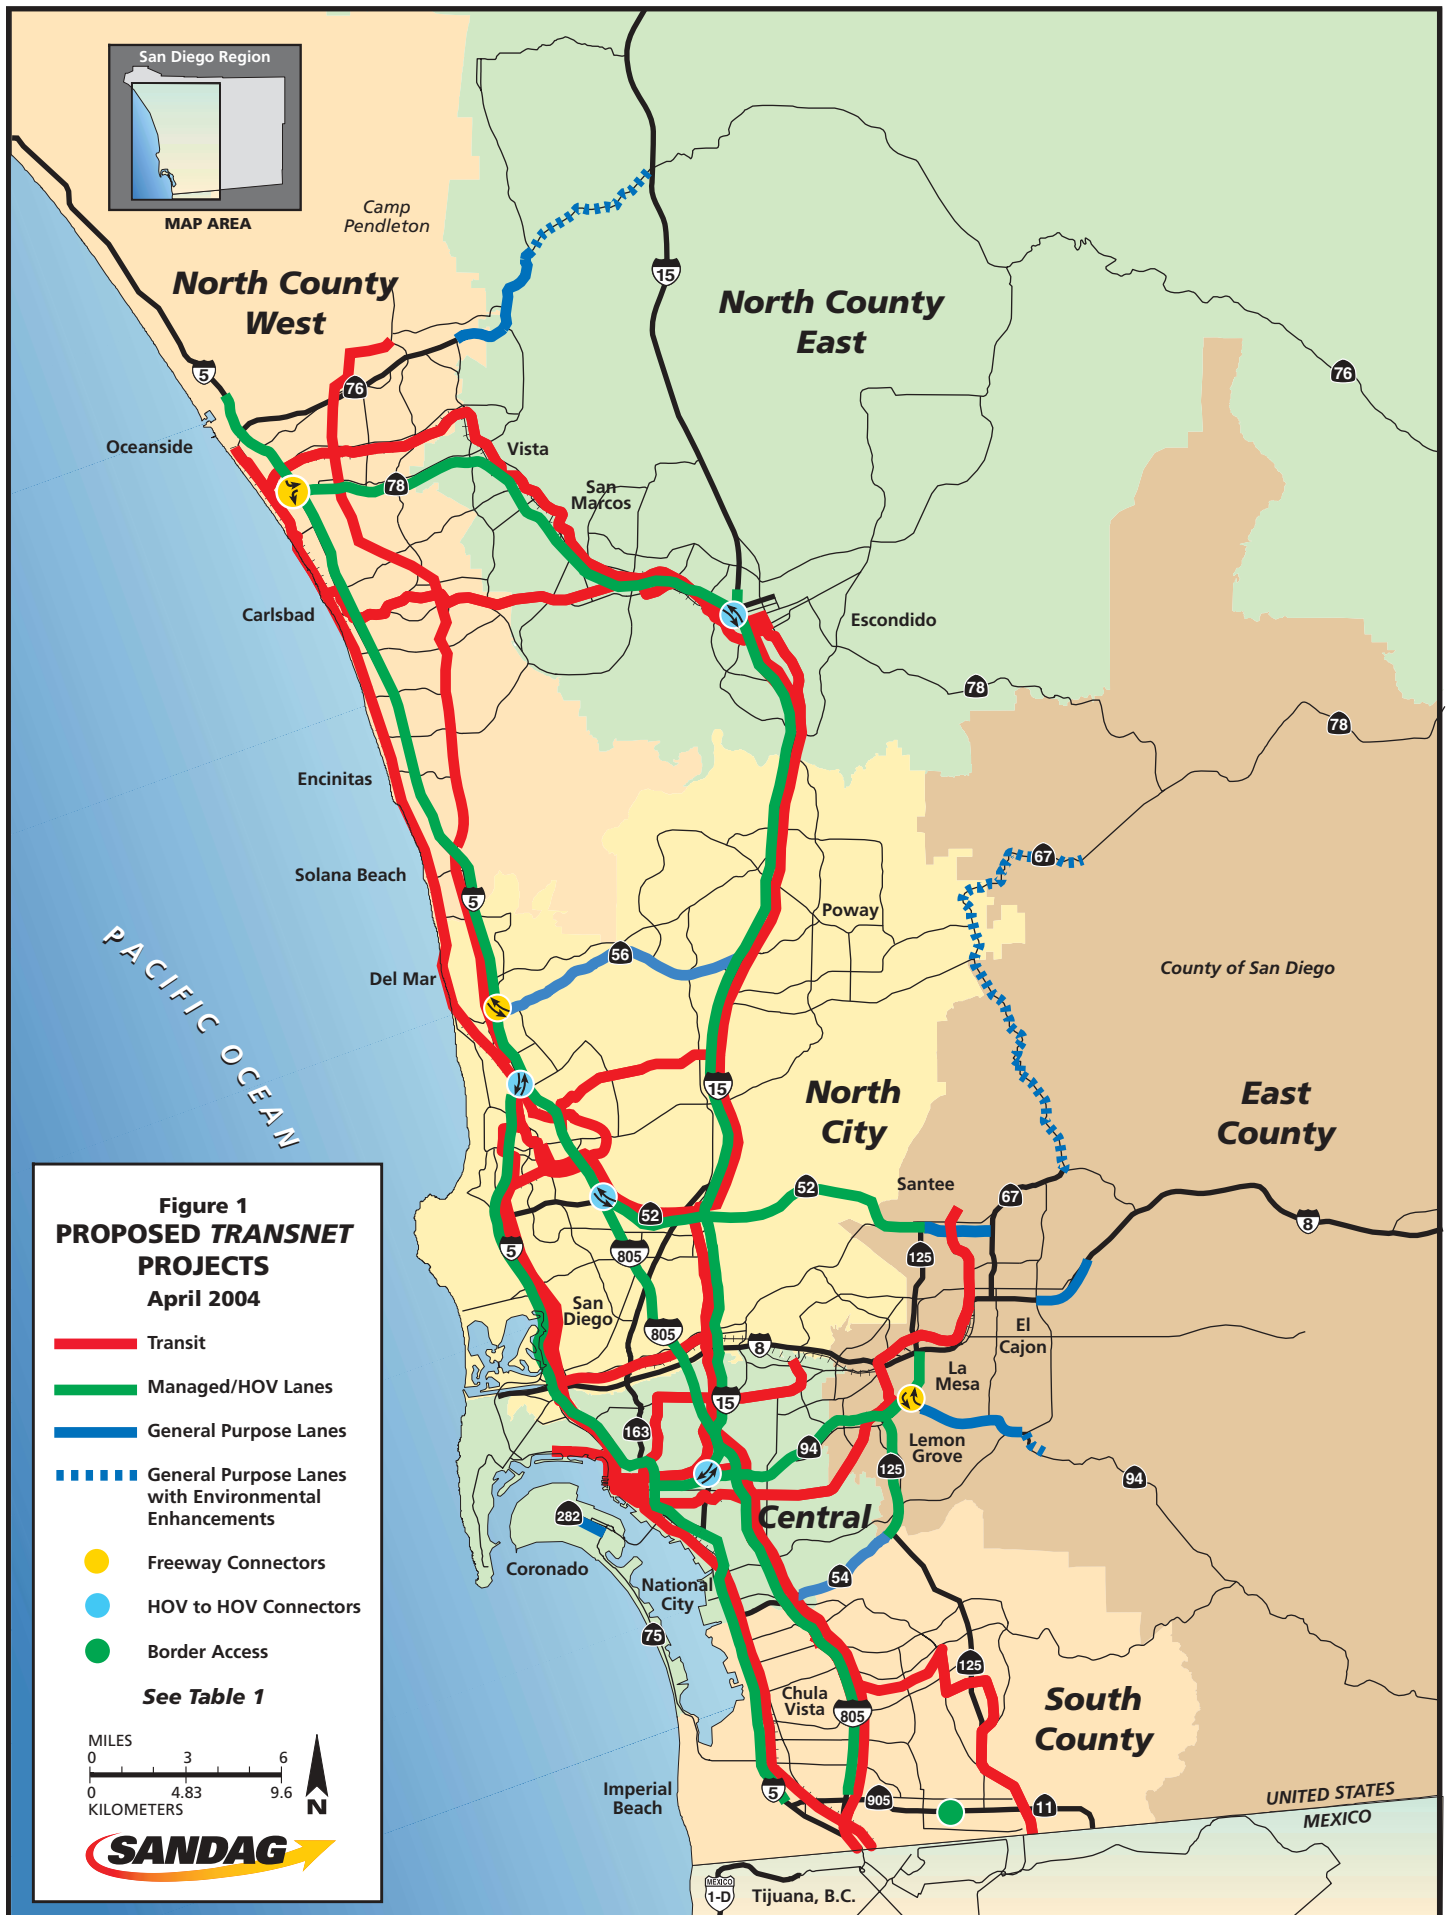 San Diego Region
MAP AREA
Camp
Pendleton
North County
West
15
North County
East
5
76
76
Oceanside
Vista
78
San
Marcos
Carlsbad
Escondido
78
78
Encinitas
67
Solana Beach
5
Poway
56
County of San Diego
Del Mar
PACIFIC OCEAN
15
North
City
East
County
52
Santee
67
52
8
5
805
125
San
Diego
805
8
El
Cajon
La
Mesa
15
163
94
Lemon
Grove
125
94
282
Central
Coronado
54
National
City
75
125
Chula
Vista
805
South
County
Imperial
Beach
5
905
11
UNITED STATES
MEXICO
MEXICO
1-D
Tijuana, B.C.
Figure 1
PROPOSED TRANSNET
PROJECTS
April 2004
Transit
Managed/HOV Lanes
General Purpose Lanes
General Purpose Lanes
with Environmental
Enhancements
Freeway Connectors
HOV to HOV Connectors
Border Access
See Table 1
MILES
0 3 6
0 4.83 9.6
KILOMETERS
N
SANDAG